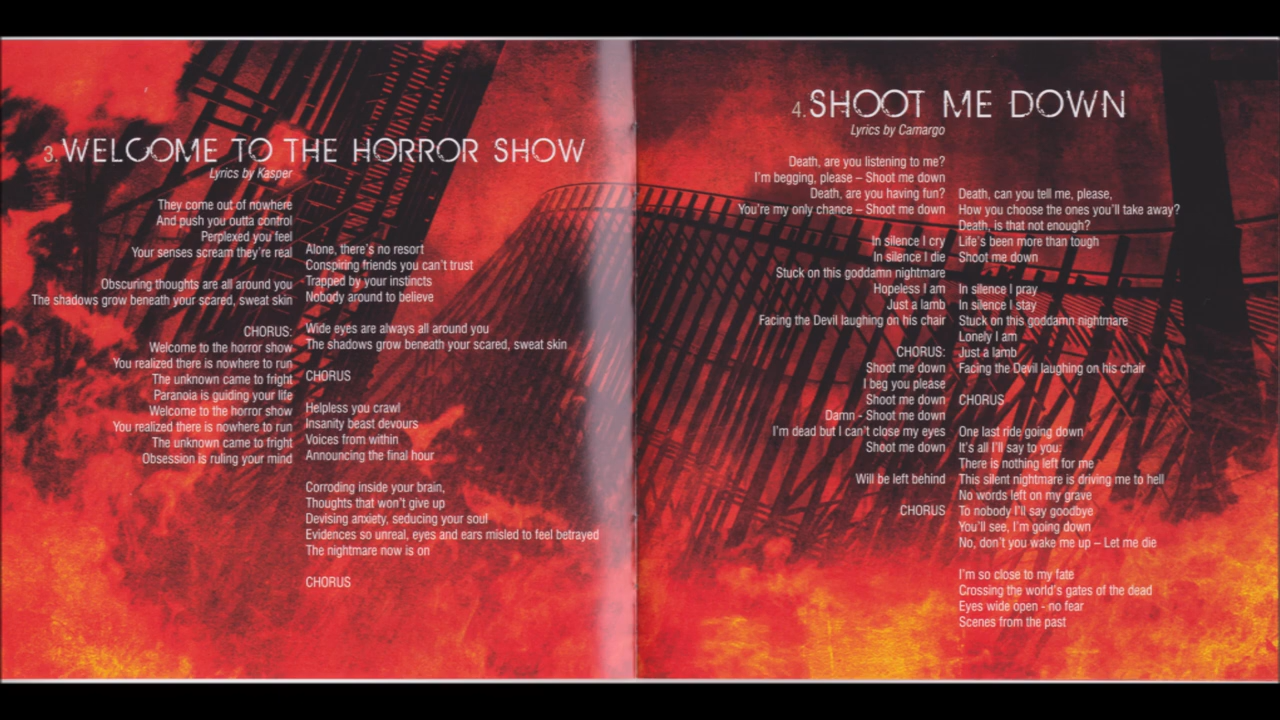 3. WELCOME TO THE HORROR SHOW
Lyrics by Kasper
They come out of nowhere
And push you outta control
Perplexed you feel
Your senses scream they're real
Obscuring thoughts are all around you
The shadows grow beneath your scared, sweat skin
CHORUS:
Welcome to the horror show
You realized there is nowhere to run
The unknown came to fright
Paranoia is guiding your life
Welcome to the horror show
You realized there is nowhere to run
The unknown came to fright
Obsession is ruling your mind
Alone, there's no resort
Conspiring friends you can't trust
Trapped by your instincts
Nobody around to believe
Wide eyes are always all around you
The shadows grow beneath your scared, sweat skin
CHORUS
Helpless you crawl
Insanity beast devours
Voices from within
Announcing the final hour
Corroding inside your brain,
Thoughts that won't give up
Devising anxiety, seducing your soul
Evidences so unreal, eyes and ears misled to feel betrayed
The nightmare now is on
CHORUS
4. SHOOT ME DOWN
Lyrics by Camargo
Death, are you listening to me?
I'm begging, please – Shoot me down
Death, are you having fun?
You're my only chance – Shoot me down
In silence I cry
In silence I die
Stuck on this goddamn nightmare
Hopeless I am
Just a lamb
Facing the Devil laughing on his chair
CHORUS:
Shoot me down
I beg you please
Shoot me down
Damn - Shoot me down
I'm dead but I can't close my eyes
Shoot me down
Will be left behind
CHORUS
Death, can you tell me, please,
How you choose the ones you'll take away?
Death, is that not enough?
Life's been more than tough
Shoot me down
In silence I pray
In silence I stay
Stuck on this goddamn nightmare
Lonely I am
Just a lamb
Facing the Devil laughing on his chair
CHORUS
One last ride going down
It's all I'll say to you:
There is nothing left for me
This silent nightmare is driving me to hell
No words left on my grave
To nobody I'll say goodbye
You'll see, I'm going down
No, don't you wake me up – Let me die
I'm so close to my fate
Crossing the world's gates of the dead
Eyes wide open - no fear
Scenes from the past